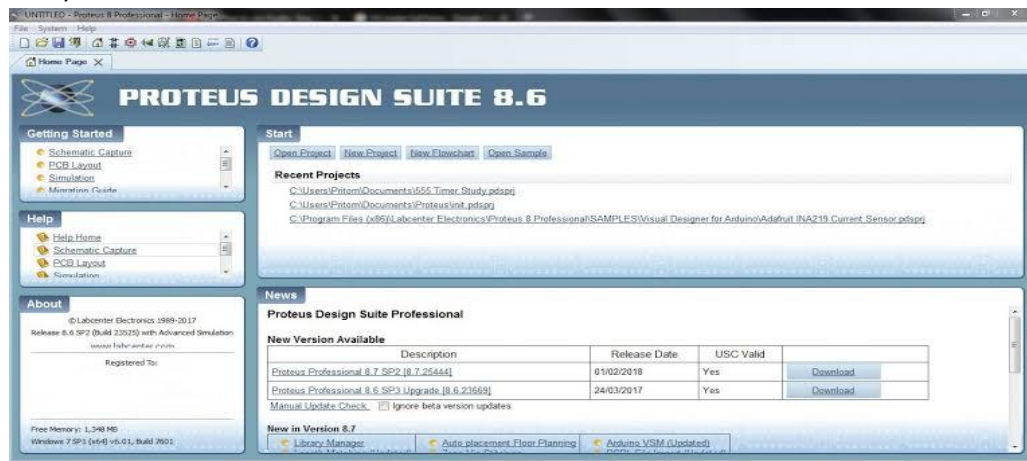 UNTITLED - Proteus 8 Professional - Home Page
File System Help
Home Page
PROTEUS DESIGN SUITE 8.6
Getting Started
Schematic Capture
PCB Layout
Simulation
Migration Guide
Help
Help Home
Schematic Capture
PCB Layout
Simulation
About
© Labcenter Electronics 1989-2017
Release 8.6 SP2 (Build 23525) with Advanced Simulation
www.labcenter.com
Registered To:
Free Memory: 1,348 MB
Windows 7 SP1 (x64) v6.01, Build 7601
Start
Open Project New Project New Flowchart Open Sample
Recent Projects
C:\Users\Pritom\Documents\555 Timer Study.pdsprj
C:\Users\Pritom\Documents\Proteus\init.pdsprj
C:\Program Files (x86)\Labcenter Electronics\Proteus 8 Professional\SAMPLES\Visual Designer for Arduino\Adafruit INA219 Current Sensor.pdsprj
News
Proteus Design Suite Professional
New Version Available
Description Release Date USC Valid
Proteus Professional 8.7 SP2 [8.7.25444] 01/02/2018 Yes Download
Proteus Professional 8.6 SP3 Upgrade [8.6.23669] 24/03/2017 Yes Download
Manual Update Check Ignore beta version updates
New in Version 8.7
Library Manager Auto placement Floor Planning Arduino VSM (Updated)